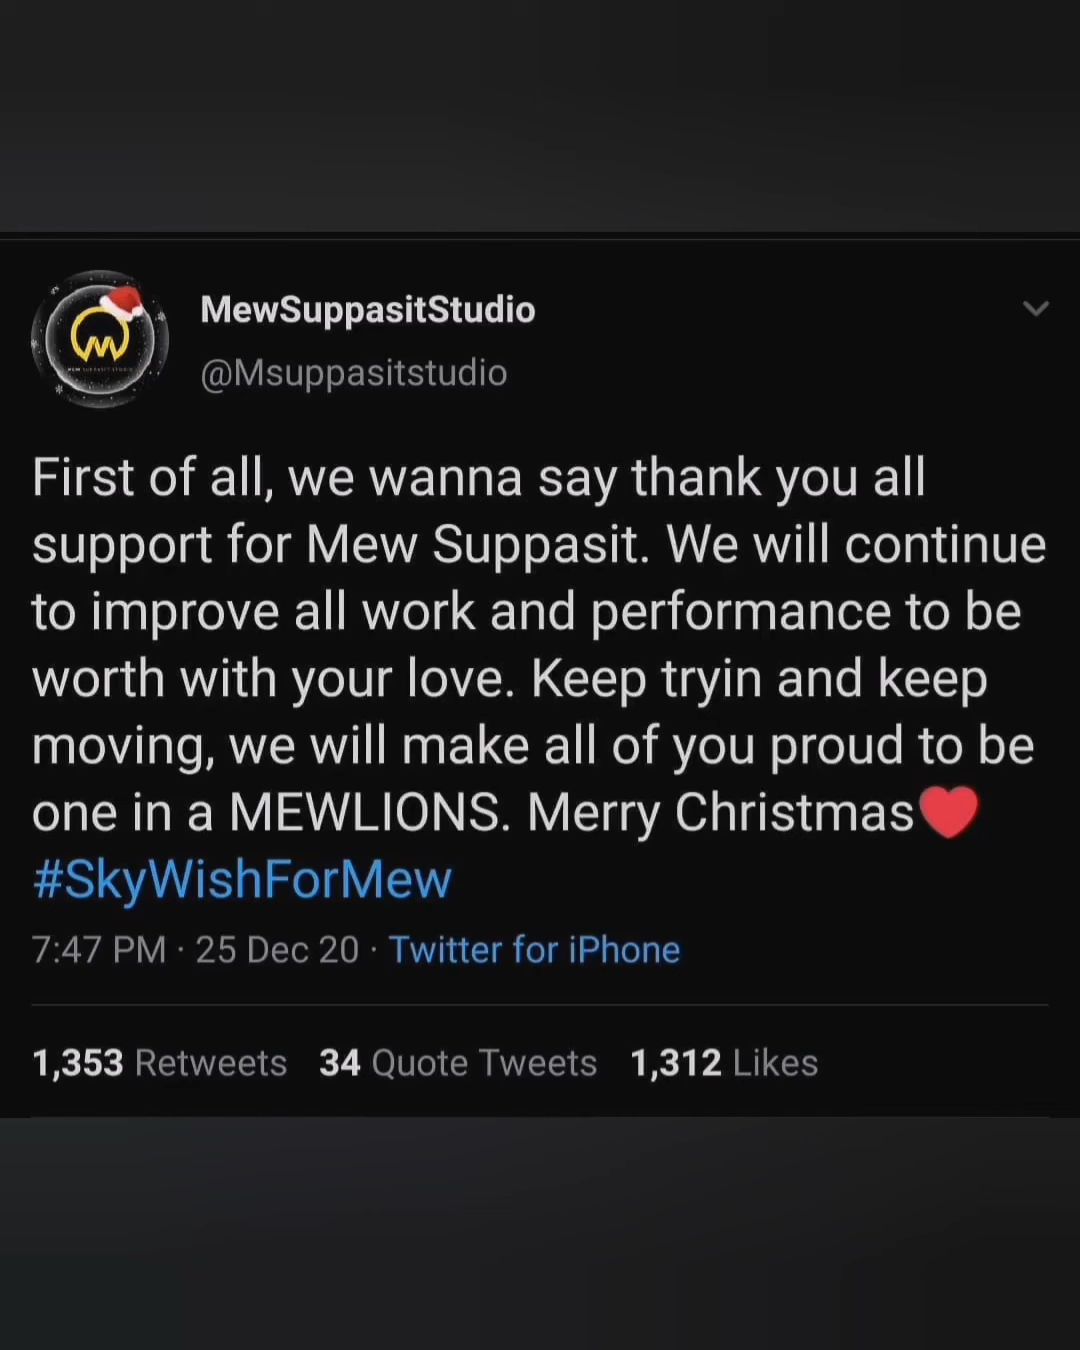 MewSuppasitStudio
@Msuppasitstudio
First of all, we wanna say thank you all
support for Mew Suppasit. We will continue
to improve all work and performance to be
worth with your love. Keep tryin and keep
moving, we will make all of you proud to be
one in a MEWLIONS. Merry Christmas❤️
#SkyWishForMew
7:47 PM · 25 Dec 20 · Twitter for iPhone
1,353 Retweets 34 Quote Tweets 1,312 Likes